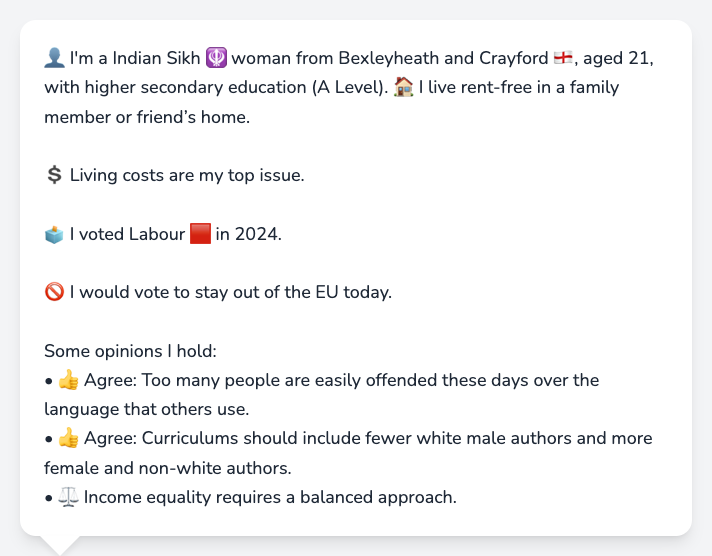 👤 I'm a Indian Sikh 🪯 woman from Bexleyheath and Crayford 🏴󠁧󠁢󠁥󠁮󠁧󠁿, aged 21,
with higher secondary education (A Level). 🏠 I live rent-free in a family
member or friend’s home.
💲 Living costs are my top issue.
🗳️ I voted Labour 🟥 in 2024.
🚫 I would vote to stay out of the EU today.
Some opinions I hold:
• 👍 Agree: Too many people are easily offended these days over the
language that others use.
• 👍 Agree: Curriculums should include fewer white male authors and more
female and non-white authors.
• ⚖️ Income equality requires a balanced approach.